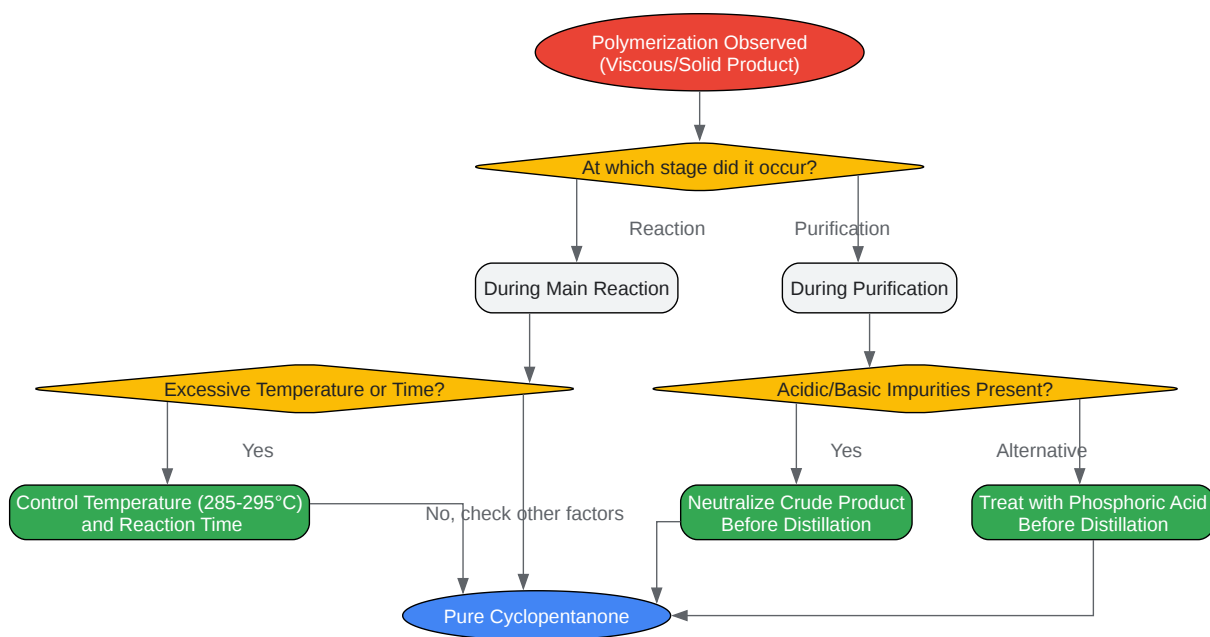 Polymerization Observed
(Viscous/Solid Product)
At which stage did it occur?
Reaction
Purification
During Main Reaction
During Purification
Excessive Temperature or Time?
Acidic/Basic Impurities Present?
Yes
Yes
Alternative
Control Temperature (285-295°C)
and Reaction Time
No, check other factors
Neutralize Crude Product
Before Distillation
Treat with Phosphoric Acid
Before Distillation
Pure Cyclopentanone